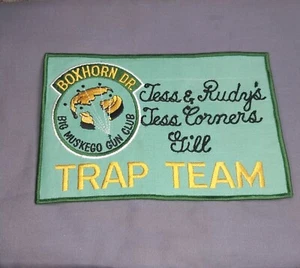 BOXHORN DR.
BIG MUSKEGO GUN CLUB
Jess & Rudy's
Jess Corners
Gill
TRAP TEAM